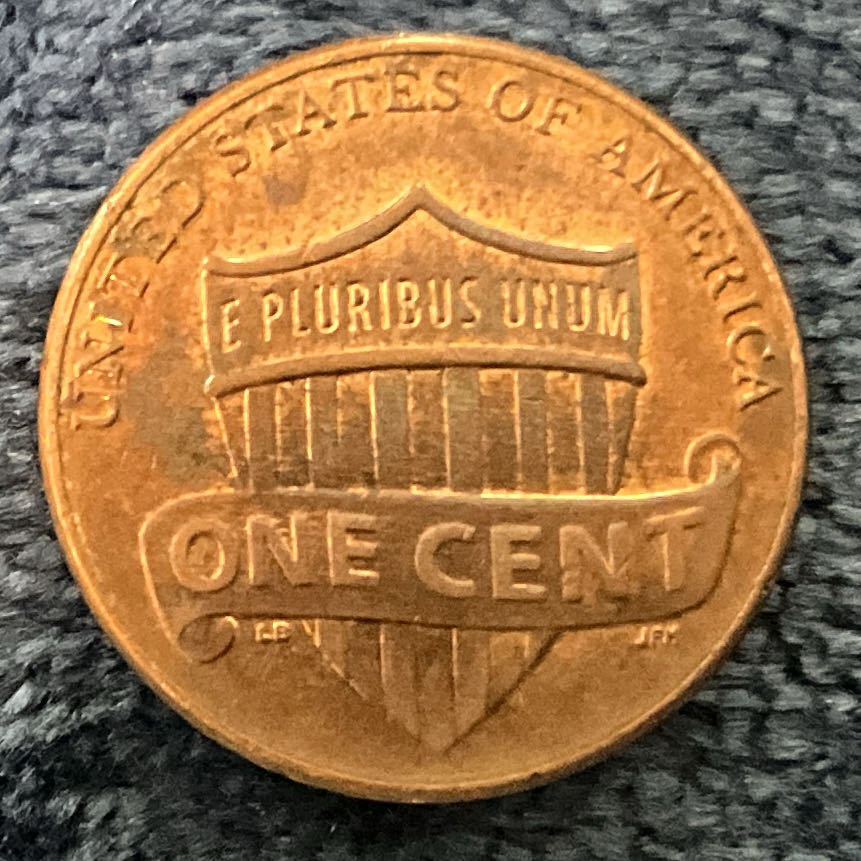 UNITED STATES OF AMERICA
E PLURIBUS UNUM
ONE CENT
LB JFM